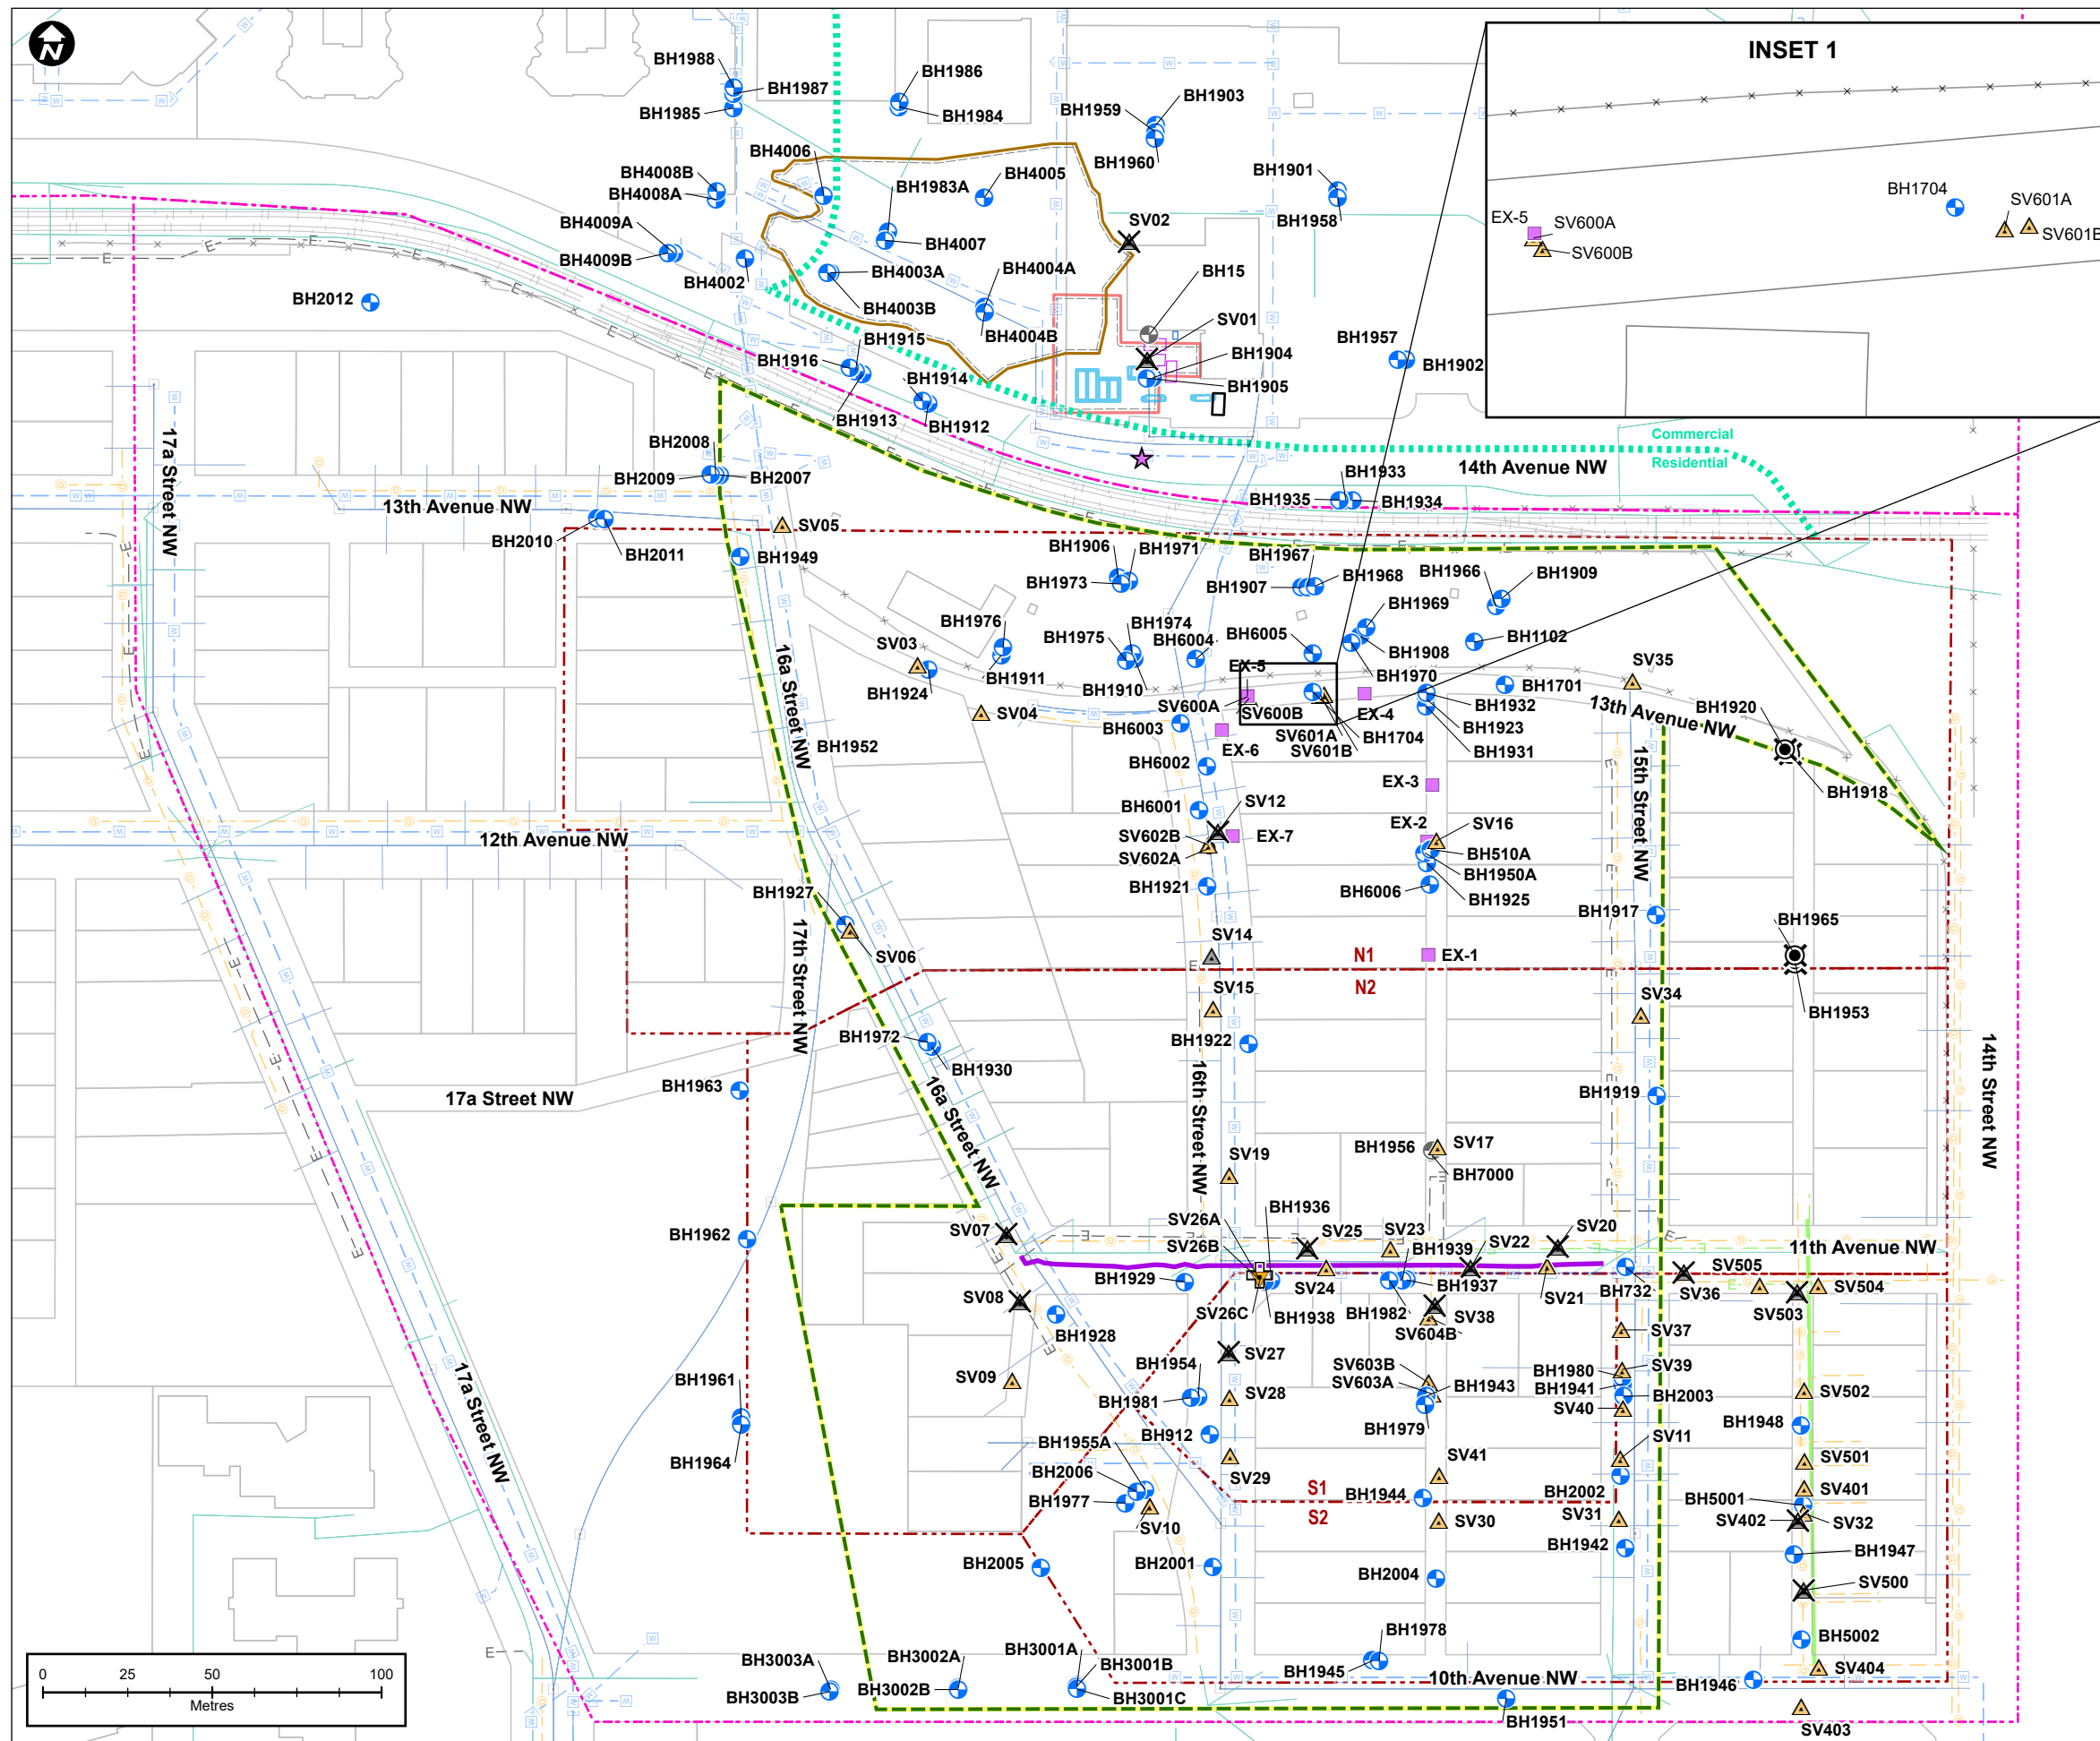 N
INSET 1
BH1704
SV601A
SV601B
EX-5
SV600A
SV600B
BH1988
BH1987
BH1985
BH1986
BH1984
BH1959
BH1903
BH1960
BH4006
BH4008B
BH4008A
BH1983A
BH4005
BH1901
BH1958
BH4009A
BH4009B
BH4007
SV02
BH4002
BH4003A
BH4004A
BH15
BH2012
BH4003B
BH4004B
SV01
BH1915
BH1957
BH1916
BH1904
BH1902
BH1914
BH1905
BH1913
BH1912
Commercial
Residential
BH2008
BH2009
BH2007
14th Avenue NW
BH1933
BH1935
BH1934
17a Street NW
13th Avenue NW
SV05
BH2010
BH2011
BH1949
BH1906
BH1971
BH1967
BH1973
BH1907
BH1968
BH1966
BH1909
BH1969
BH1976
BH1974
BH1975
BH6004
BH6005
BH1102
SV03
BH1908
SV35
16a Street NW
BH1911
EX-5
BH1970
BH1924
BH1910
BH1701
SV600A
SV600B
BH1932
13th Avenue NW
BH1920
SV04
EX-4
BH1923
BH6003
SV601A
BH1704
SV601B
BH1931
EX-6
BH1952
BH6002
15th Street NW
EX-3
BH1918
BH6001
SV12
SV602B
EX-7
EX-2
SV16
12th Avenue NW
SV602A
BH510A
BH1950A
BH1921
BH6006
BH1925
BH1927
BH1917
BH1965
17th Street NW
SV14
SV06
N1
EX-1
N2
SV15
SV34
BH1953
BH1972
BH1922
BH1930
14th Street NW
BH1963
17a Street NW
16a Street NW
16th Street NW
BH1919
BH1956
SV17
SV19
BH7000
SV26A
BH1936
SV07
SV25
SV23
SV20
BH1962
SV26B
BH1939
SV22
11th Avenue NW
BH1929
SV505
SV24
BH1937
SV08
SV26C
BH1938
BH1982
SV21
BH732
SV36
SV503
SV504
SV38
BH1928
SV604B
SV37
SV27
BH1954
SV603B
SV39
BH1961
SV09
SV603A
BH1943
BH1980
BH1941
BH2003
SV502
BH1981
SV28
SV40
17a Street NW
BH912
BH1979
BH1948
BH1955A
SV11
BH1964
BH2006
SV29
SV41
SV501
S1
BH1977
BH1944
BH2002
SV401
BH5001
S2
SV10
SV30
SV31
SV402
SV32
BH1942
BH1947
BH2005
BH2001
BH2004
SV500
BH1978
BH5002
0 25 50 100
Metres
BH3003A
BH3002A
BH3001A
BH3001B
BH1945
10th Avenue NW
SV404
BH1946
BH3003B
BH3002B
BH3001C
BH1951
SV403